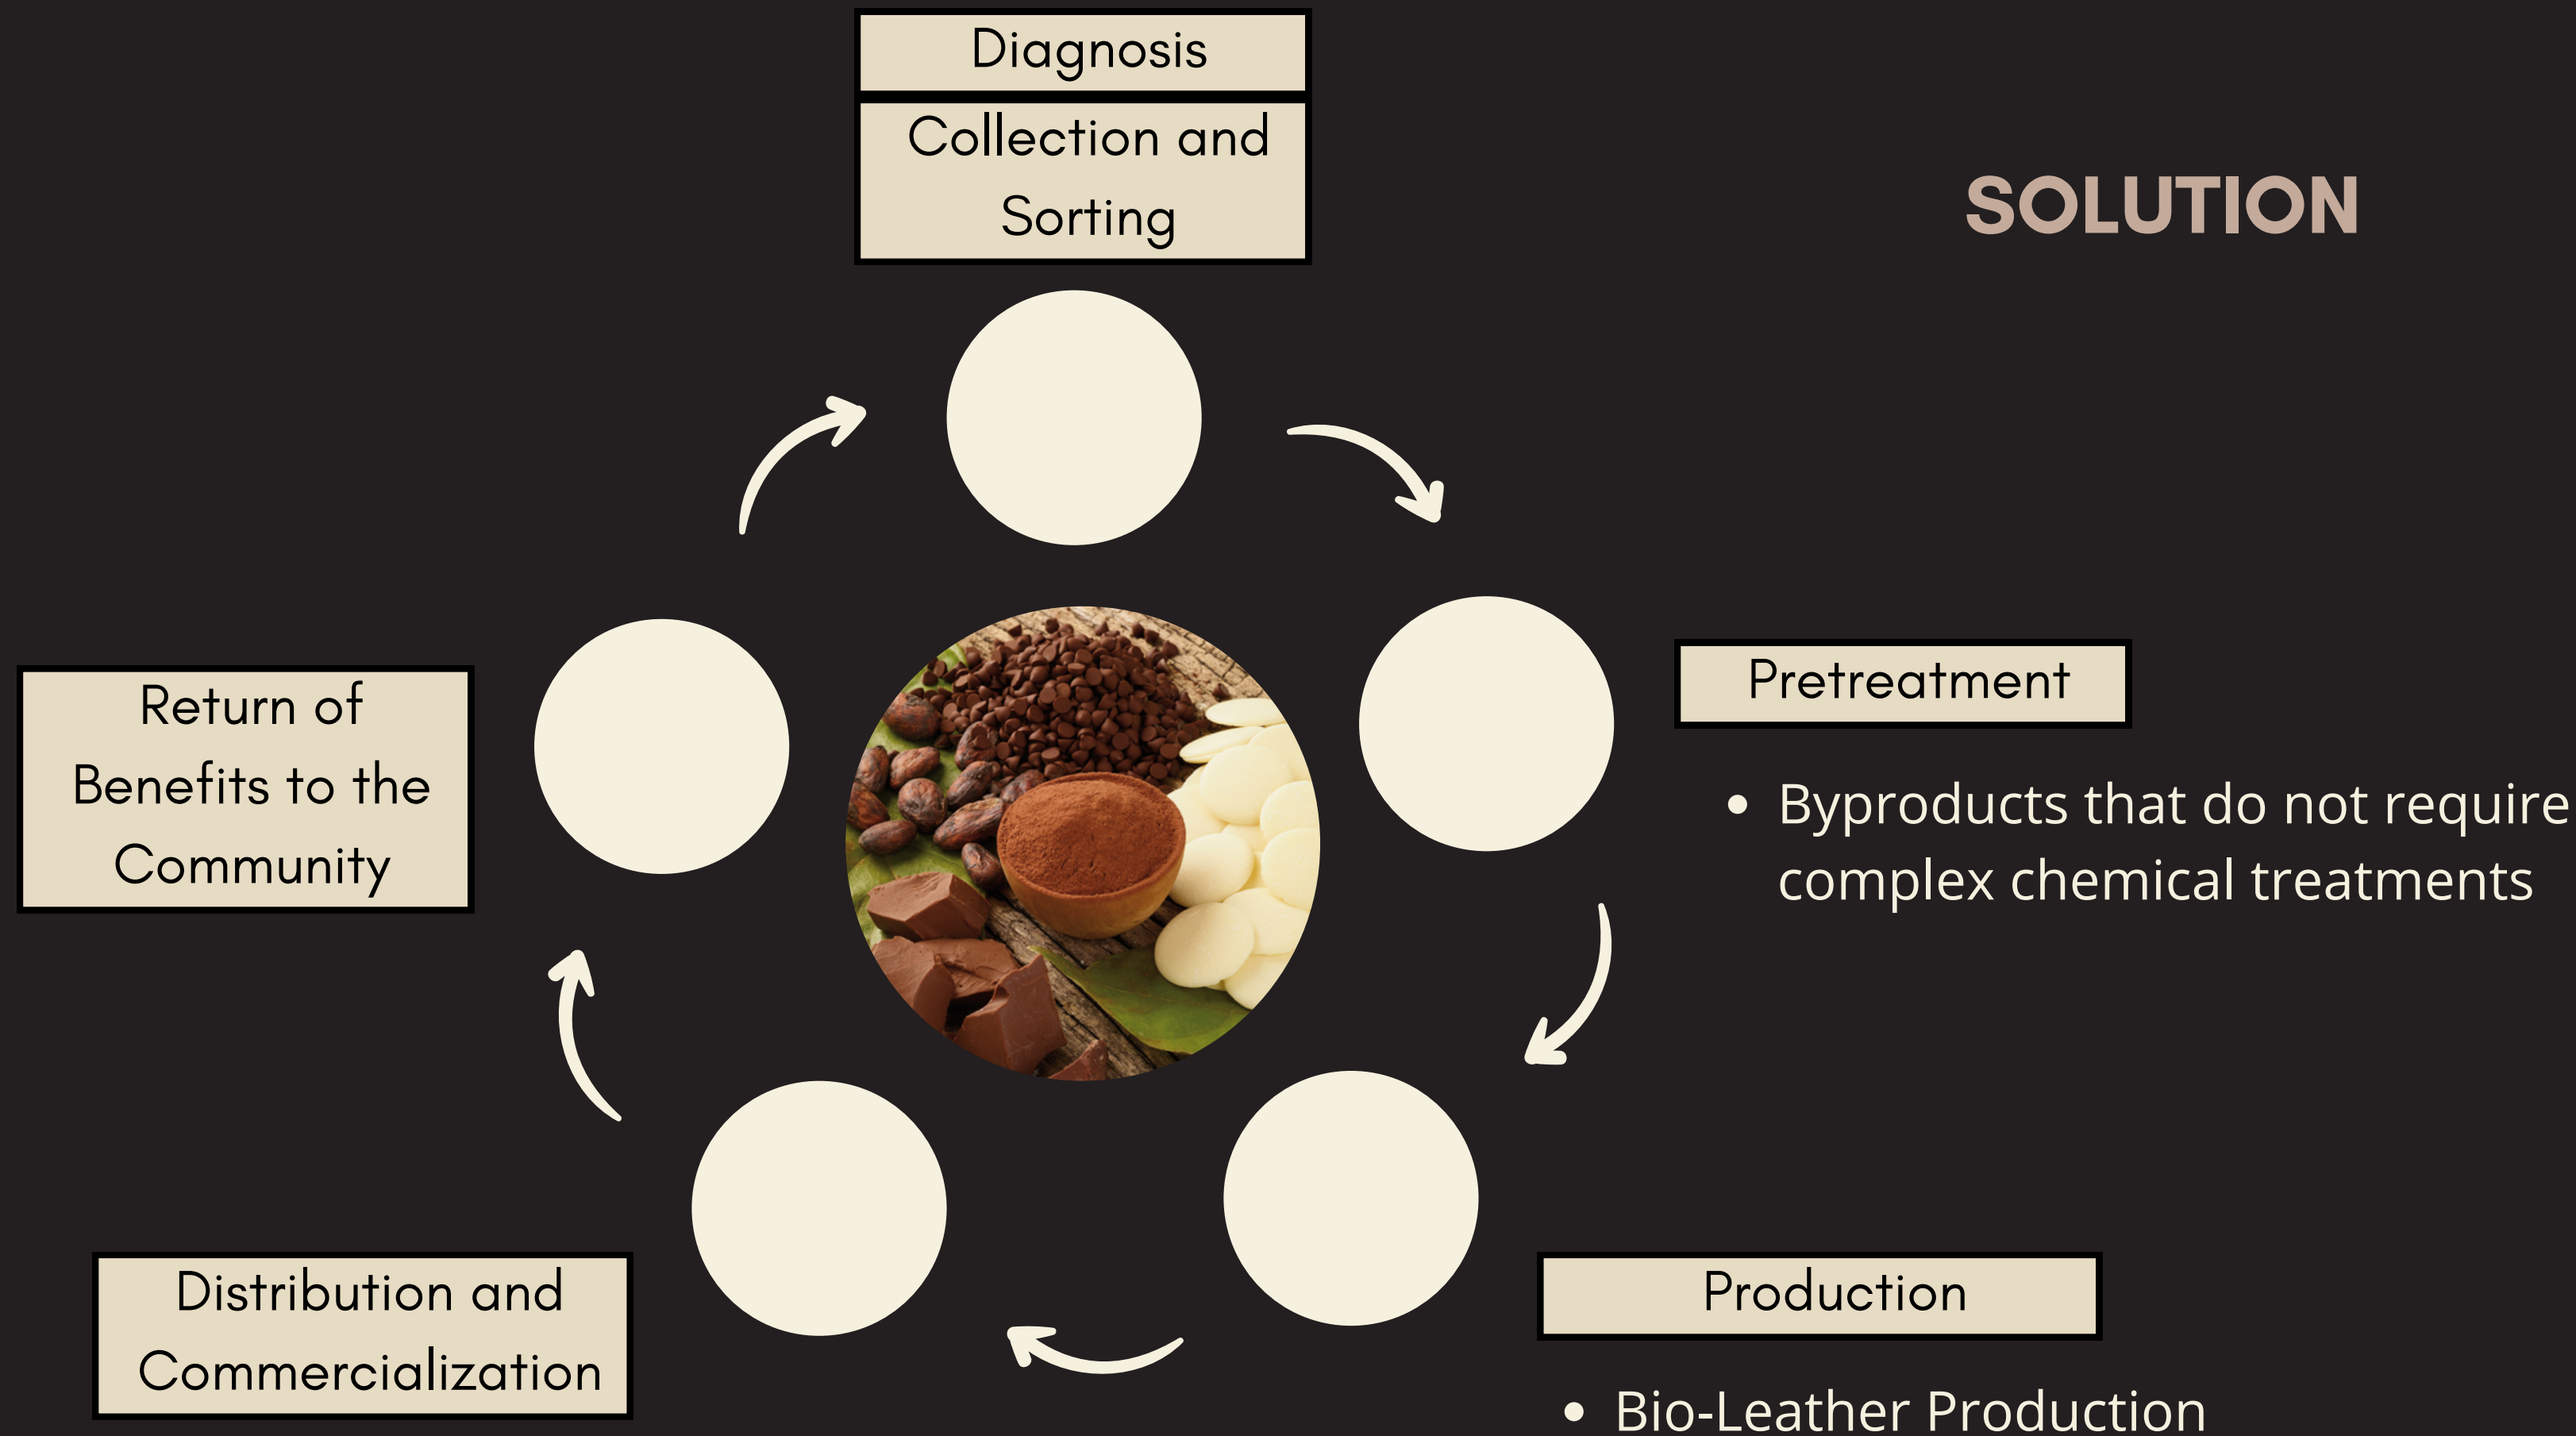 Diagnosis
Collection and
Sorting
SOLUTION
Pretreatment
• Byproducts that do not require
complex chemical treatments
Return of
Benefits to the
Community
Production
• Bio-Leather Production
Distribution and
Commercialization